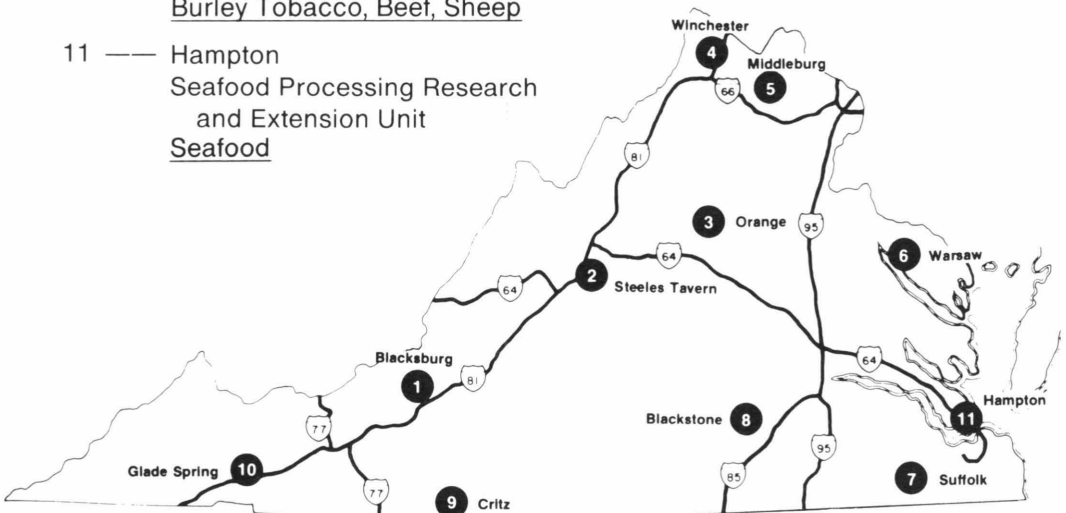 Burley Tobacco, Beef, Sheep
11 —— Hampton
Seafood Processing Research
and Extension Unit
Seafood
Winchester
4
Middleburg
5
66
81
3 Orange
95
6 Warsaw
64
2 Steeles Tavern
64
Blacksburg
1
81
64
Hampton
11
Blackstone 8
77
95
Glade Spring 10
85
7 Suffolk
77
9 Critz